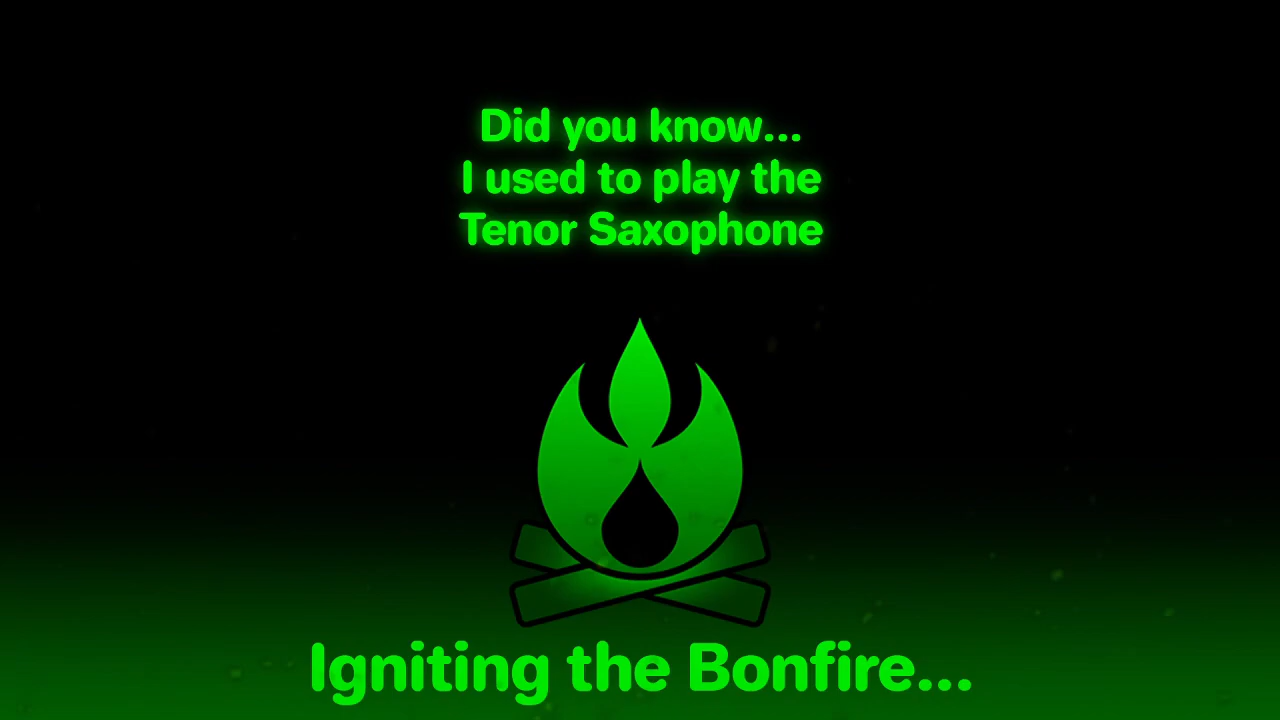 Did you know...
I used to play the
Tenor Saxophone
Igniting the Bonfire...